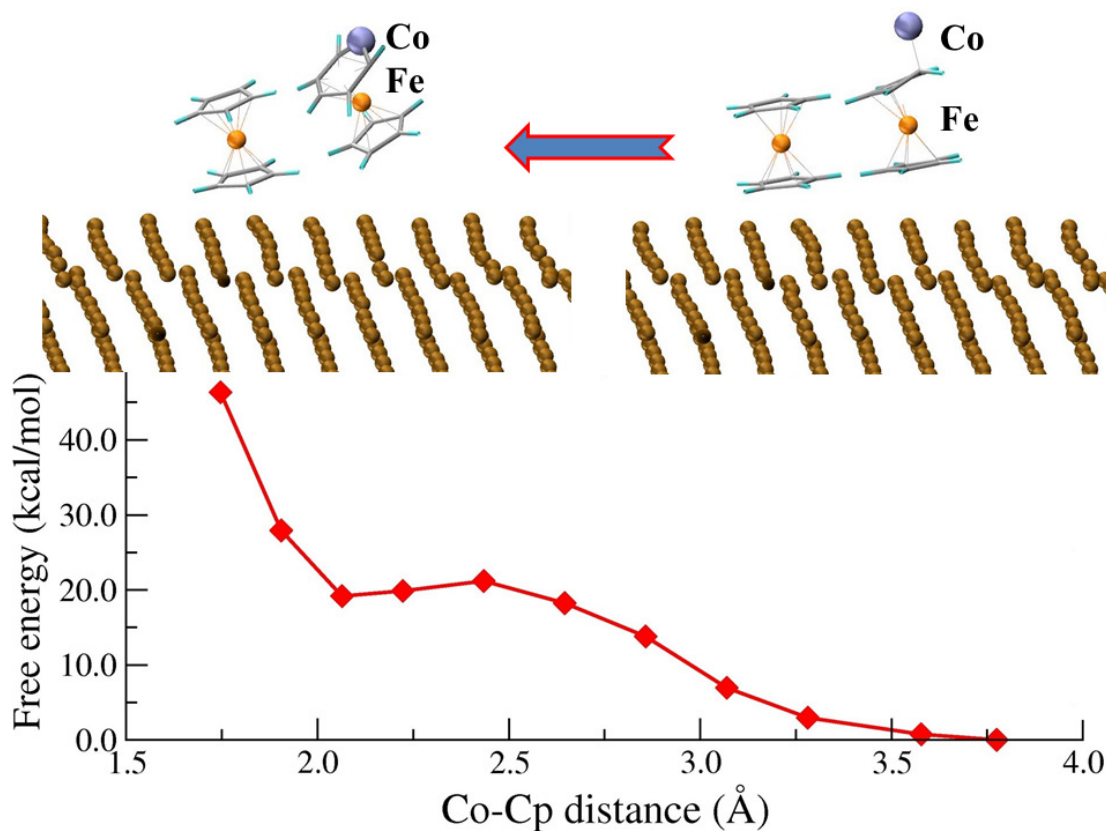 Co
Fe
Co
Fe
Free energy (kcal/mol)
40.0
30.0
20.0
10.0
0.0
1.5 2.0 2.5 3.0 3.5 4.0
Co-Cp distance (Å)